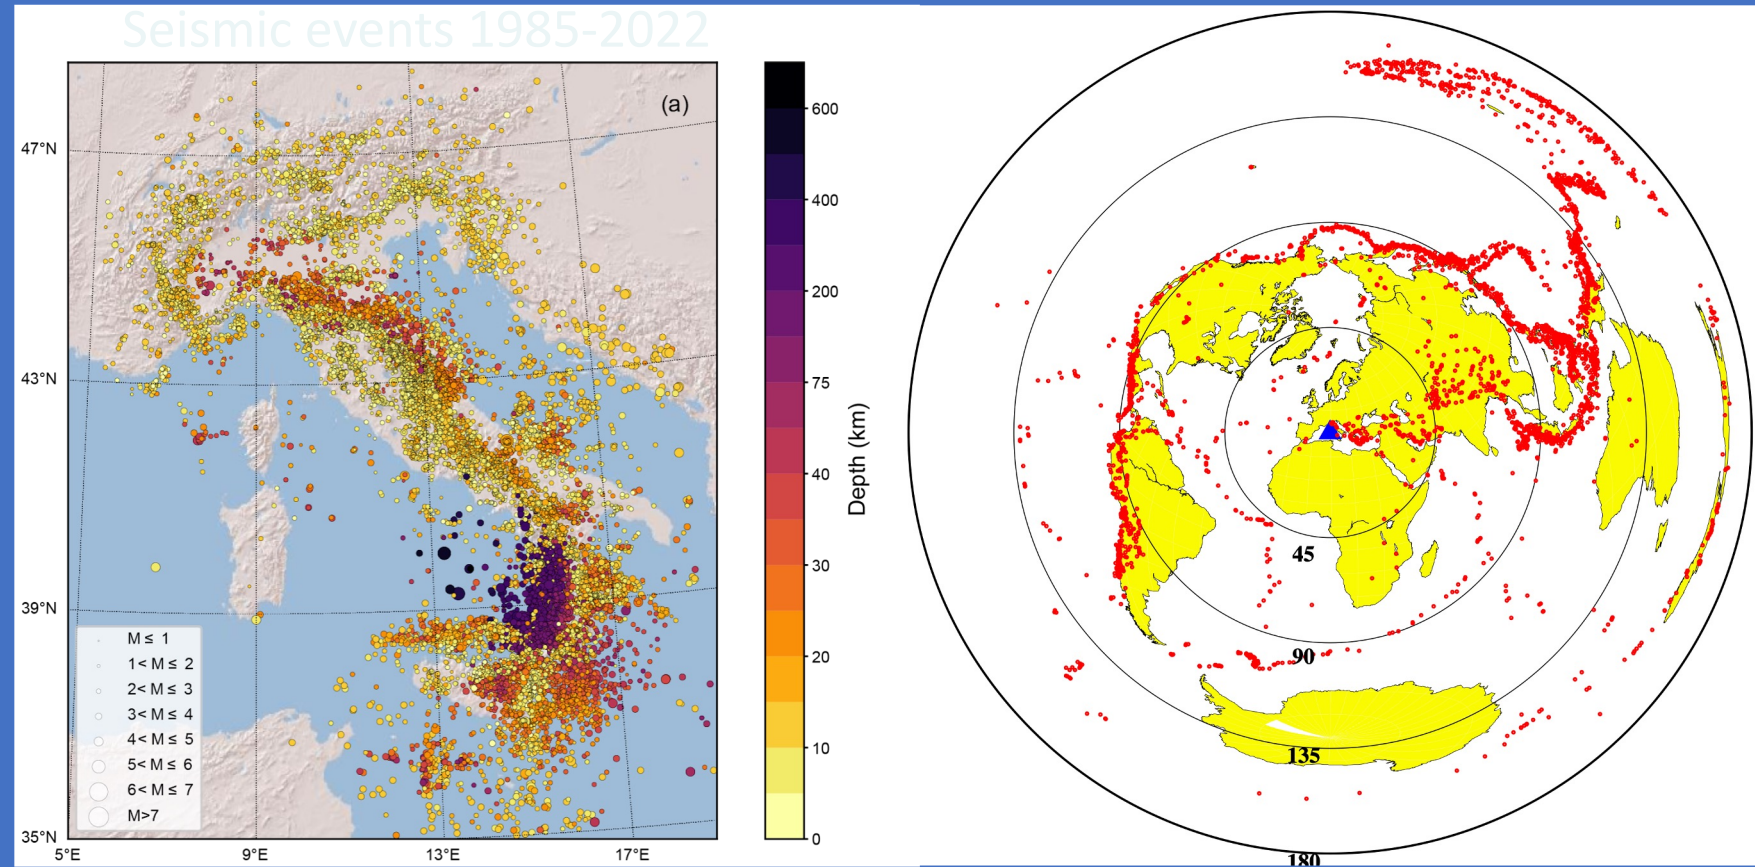 Seismic events 1985-2022
(a)
47°N
43°N
39°N
35°N
5°E
9°E
13°E
17°E
M ≤ 1
1< M ≤ 2
2< M ≤ 3
3< M ≤ 4
4< M ≤ 5
5< M ≤ 6
6< M ≤ 7
M>7
600
400
200
75
40
30
20
10
0
Depth (km)
45
90
135
180